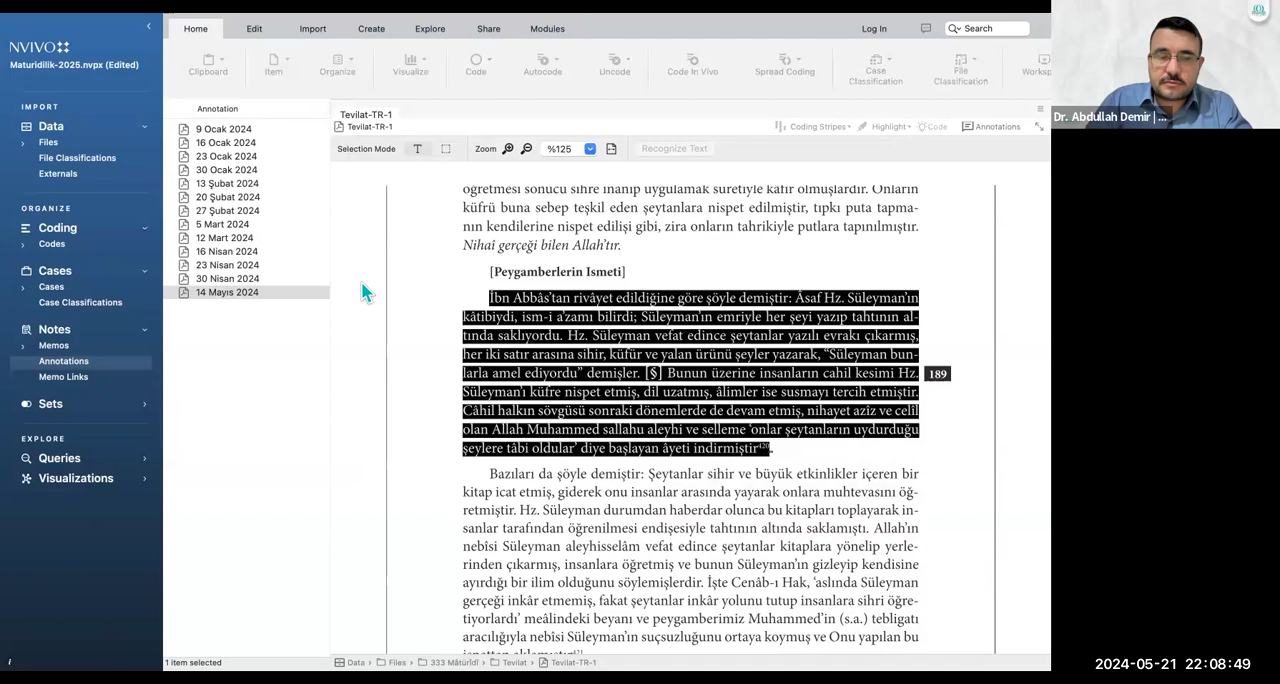 NVIVO
Maturidilik-2025.nvpx (Edited)
IMPORT
Data
Files
File Classifications
Externals
ORGANIZE
Coding
Codes
Cases
Cases
Case Classifications
Notes
Memos
Annotations
Memo Links
Sets
EXPLORE
Queries
Visualizations
Home Edit Import Create Explore Share Modules
Log In Search
Clipboard Item Organize Visualize Code Autocode Uncode Code In Vivo Spread Coding Case Classification File Classification
Annotation
9 Ocak 2024
16 Ocak 2024
23 Ocak 2024
30 Ocak 2024
13 Şubat 2024
20 Şubat 2024
27 Şubat 2024
5 Mart 2024
12 Mart 2024
16 Nisan 2024
23 Nisan 2024
30 Nisan 2024
14 Mayıs 2024
1 item selected
Tevilat-TR-1
Tevilat-TR-1
Coding Stripes Highlight Code Annotations
Selection Mode T Zoom %125 Recognize Text
öğretmesi sonucu sihre inanıp uygulamak suretiyle kâfir olmuşlardır. Onların
küfrü buna sebep teşkil eden şeytanlara nispet edilmiştir, tıpkı puta tapma-
nın kendilerine nispet edilişi gibi, zira onların tahrikiyle putlara tapınılmıştır.
Nihaî gerçeği bilen Allah’tır.
[Peygamberlerin Ismeti]
İbn Abbâs’tan rivâyet edildiğine göre şöyle demiştir: Âsaf Hz. Süleyman’ın
kâtibiydi, ism-i a’zamı bilirdi; Süleyman’ın emriyle her şeyi yazıp tahtının al-
tında saklıyordu. Hz. Süleyman vefat edince şeytanlar yazılı evrakı çıkarmış,
her iki satır arasına sihir, küfür ve yalan ürünü şeyler yazarak, “Süleyman bun-
larla amel ediyordu” demişler. [§] Bunun üzerine insanların cahil kesimi Hz.
189
Süleyman’ı küfre nispet etmiş, dil uzatmış, âlimler ise susmayı tercih etmiştir.
Câhil halkın sövgüsü sonraki dönemlerde de devam etmiş, nihayet azîz ve celîl
olan Allah Muhammed sallahu aleyhi ve selleme ‘onlar şeytanların uydurduğu
şeylere tâbi oldular’ diye başlayan âyeti indirmiştir.
Bazıları da şöyle demiştir: Şeytanlar sihir ve büyük etkinlikler içeren bir
kitap icat etmiş, giderek onu insanlar arasında yayarak onlara muhtevasını öğ-
retmiştir. Hz. Süleyman durumdan haberdar olunca bu kitapları toplayarak in-
sanlar tarafından öğrenilmesi endişesiyle tahtının altında saklamıştı. Allah’ın
nebîsi Süleyman aleyhisselâm vefat edince şeytanlar kitaplara yönelip yerle-
rinden çıkarmış, insanlara öğretmiş ve bunun Süleyman’ın gizleyip kendisine
ayırdığı bir ilim olduğunu söylemişlerdir. İşte Cenâb-ı Hak, ‘aslında Süleyman
gerçeği inkâr etmemiş, fakat şeytanlar inkâr yolunu tutup insanlara sihri öğre-
tiyorlardı’ meâlindeki beyanı ve peygamberimiz Muhammed’in (s.a.) tebligatı
aracılığıyla nebîsi Süleyman’ın suçsuzluğunu ortaya koymuş ve Onu yapılan bu
Data Files 333 Mâtürîdî Tevilat Tevilat-TR-1
Dr. Abdullah Demir | ...
2024-05-21 22:08:49